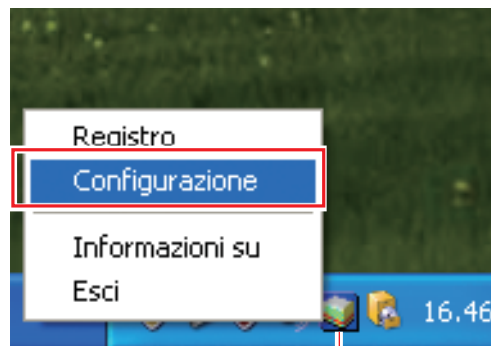 Registro
Configurazione
Informazioni su
Esci
16.46